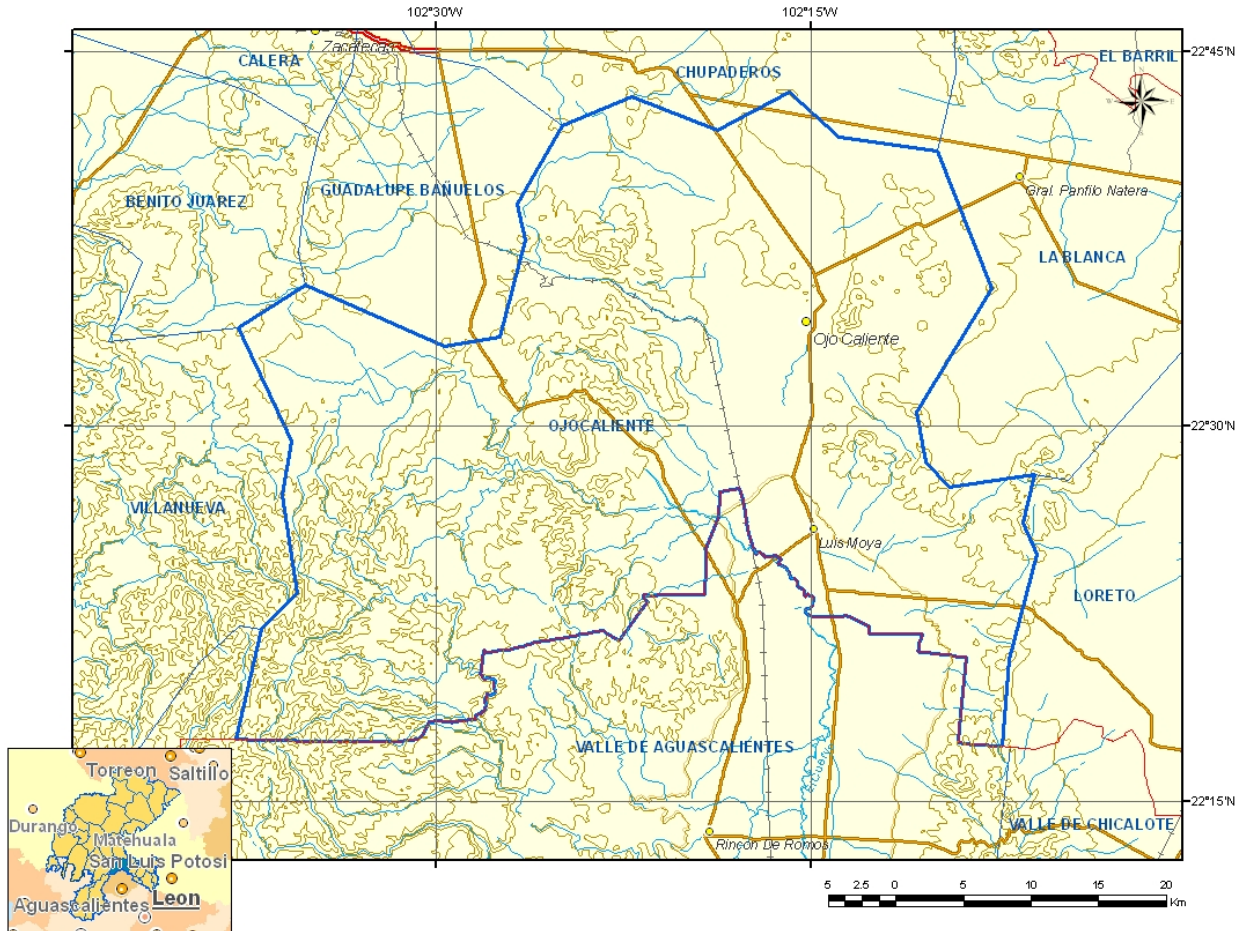 102°30'W 102°15'W
Zacatecas
22°45'N
CALERA
EL BARRIL
CHUPADEROS
N
W E
S
GUADALUPE BAÑUELOS
BENITO JUAREZ
Gral. Panfilo Natera
LA BLANCA
Ojo Caliente
OJOCALIENTE
22°30'N
VILLANUEVA
Luis Moya
LORETO
VALLE DE AGUASCALIENTES
22°15'N
VALLE DE CHICALOTE
Rincón De Romos
Torreon
Saltillo
Durango
Matehuala
San Luis Potosi
Aguascalientes
Leon
5 2.5 0 5 10 15 20
Km